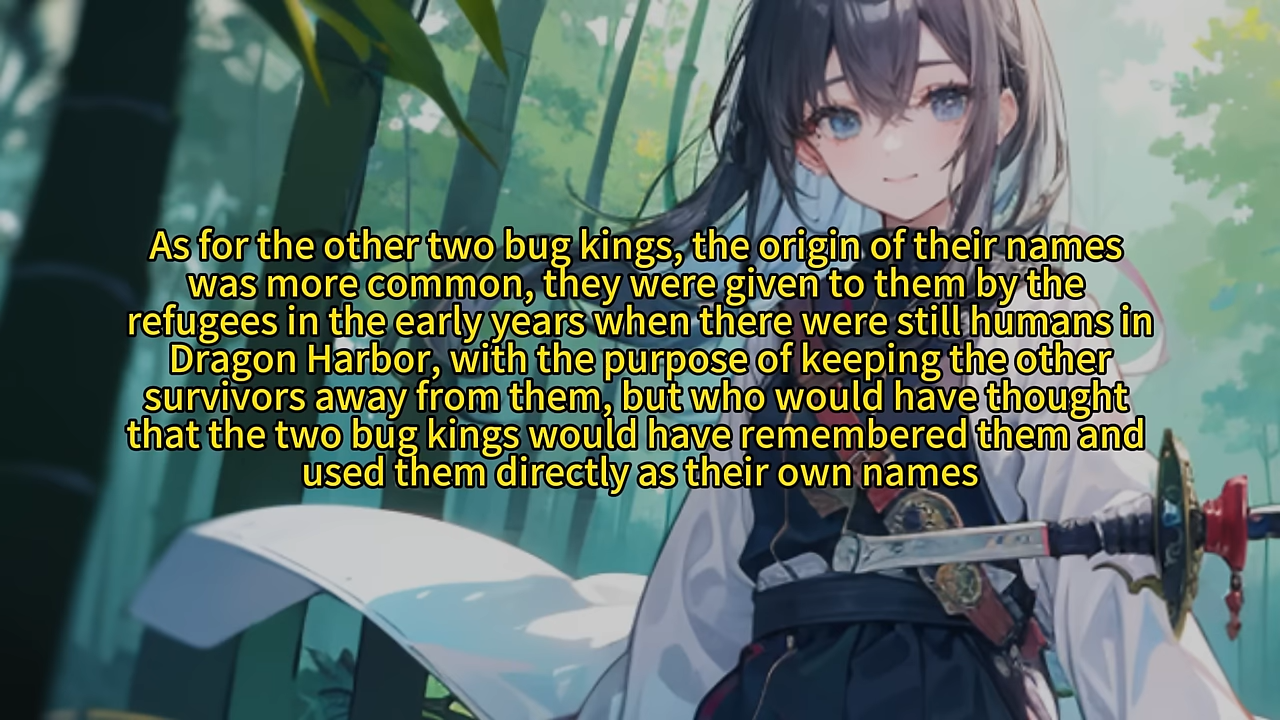 As for the other two bug kings, the origin of their names
was more common, they were given to them by the
refugees in the early years when there were still humans in
Dragon Harbor, with the purpose of keeping the other
survivors away from them, but who would have thought
that the two bug kings would have remembered them and
used them directly as their own names